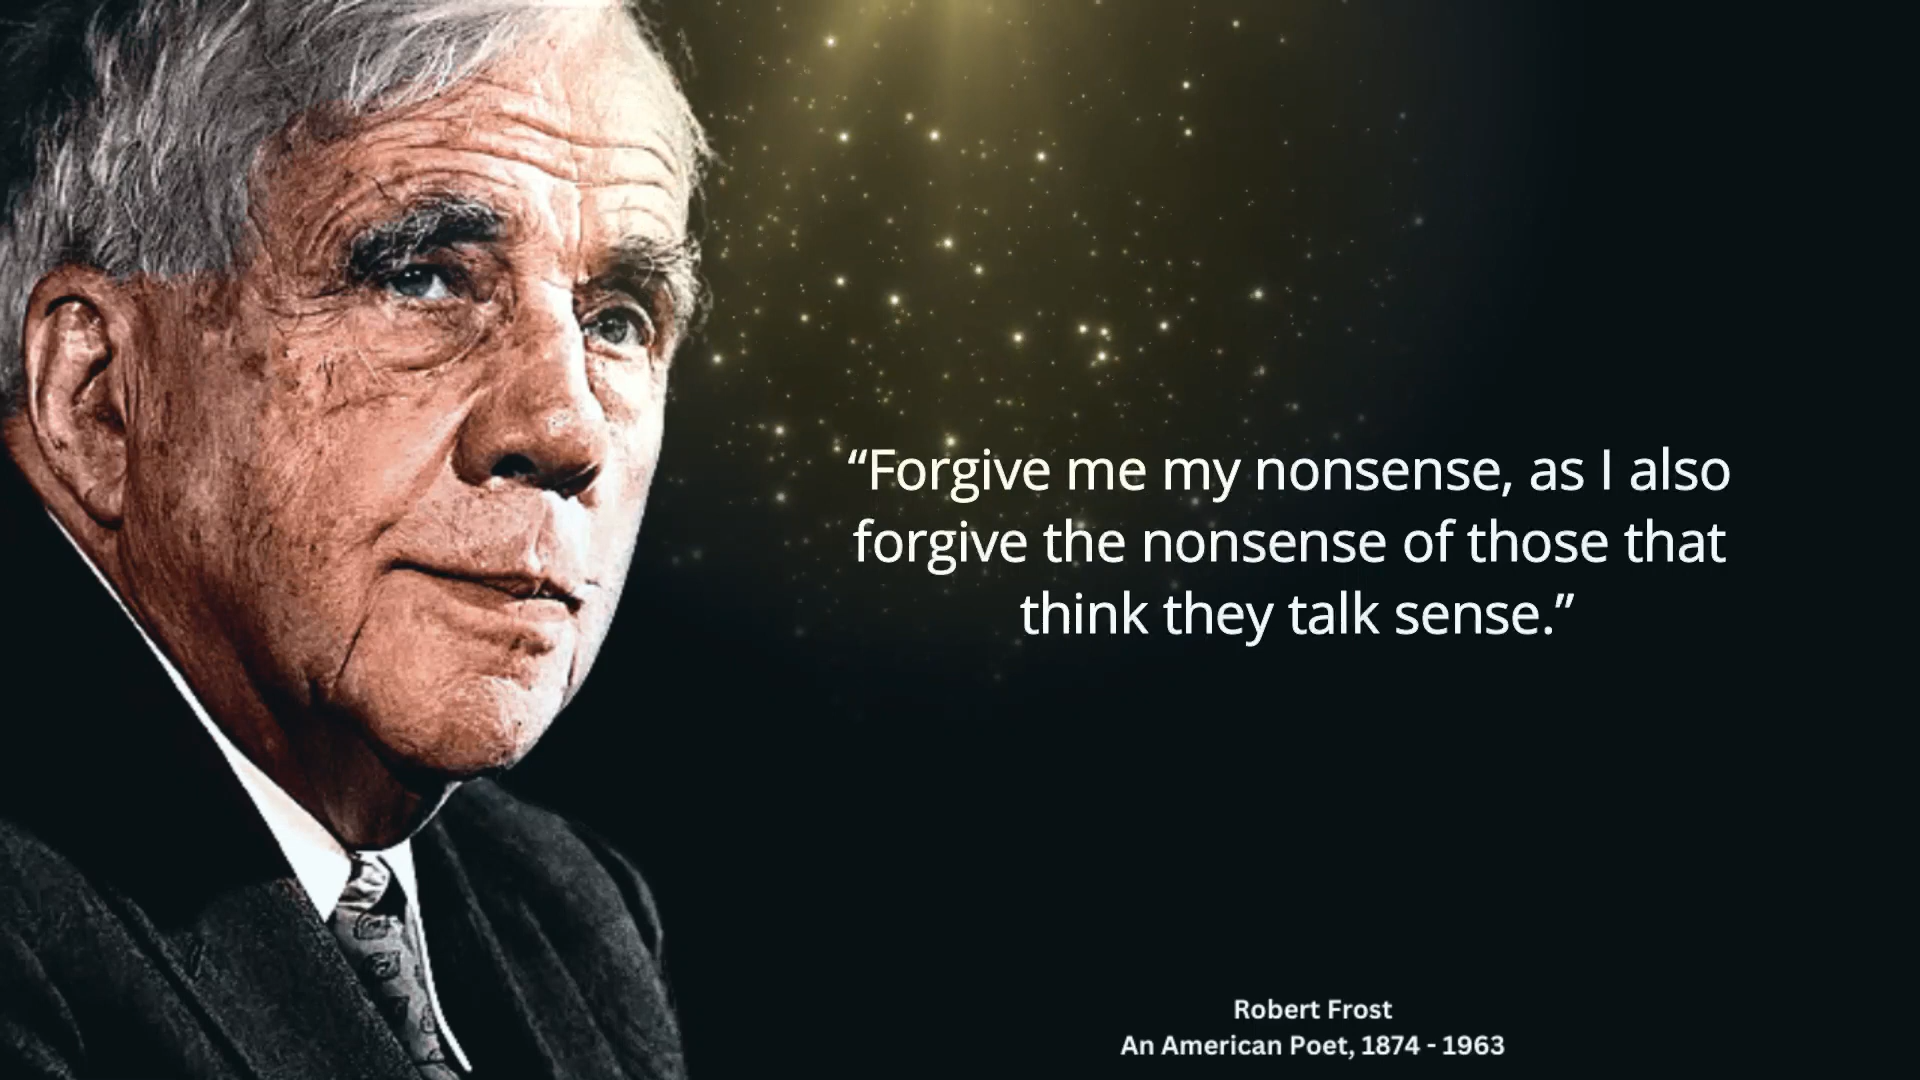 “Forgive me my nonsense, as I also
forgive the nonsense of those that
think they talk sense.”
Robert Frost
An American Poet, 1874 - 1963